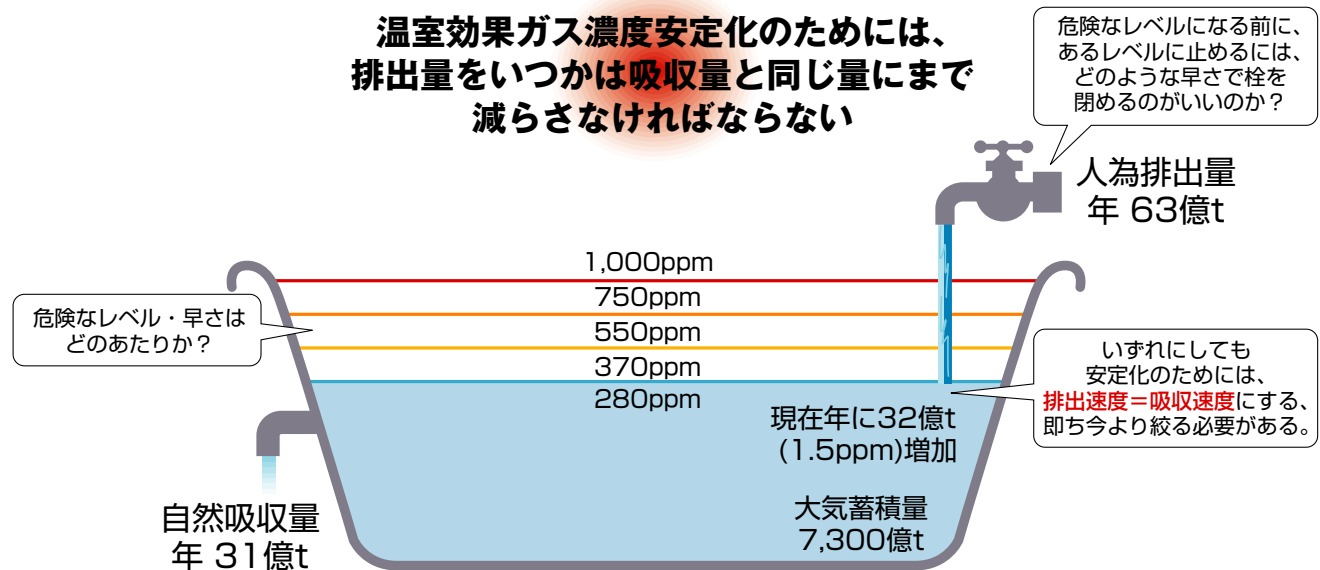 温室効果ガス濃度安定化のためには、
排出量をいつかは吸収量と同じ量にまで
減らさなければならない
危険なレベルになる前に、
あるレベルに止めるには、
どのような早さで栓を
閉めるのがいいのか？
人為排出量
年 63億t
1,000ppm
750ppm
550ppm
370ppm
280ppm
危険なレベル・早さは
どのあたりか？
いずれにしても
安定化のためには、
排出速度＝吸収速度にする、
即ち今より絞る必要がある。
現在年に32億t
(1.5ppm)増加
大気蓄積量
7,300億t
自然吸収量
年 31億t